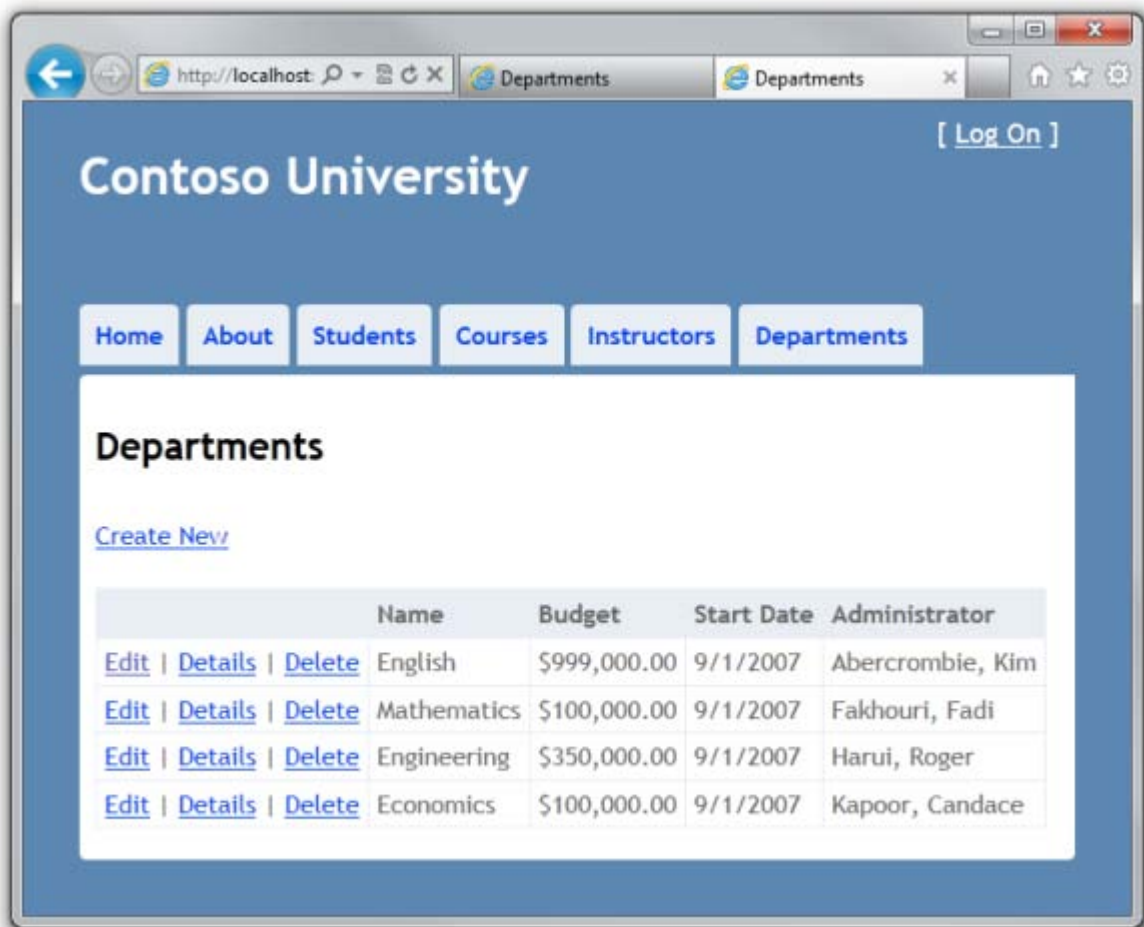 http://localhost: Departments Departments
[ Log On ]
Contoso University
Home About Students Courses Instructors Departments
Departments
Create New
Name Budget Start Date Administrator
Edit | Details | Delete English $999,000.00 9/1/2007 Abercrombie, Kim
Edit | Details | Delete Mathematics $100,000.00 9/1/2007 Fakhouri, Fadi
Edit | Details | Delete Engineering $350,000.00 9/1/2007 Harui, Roger
Edit | Details | Delete Economics $100,000.00 9/1/2007 Kapoor, Candace